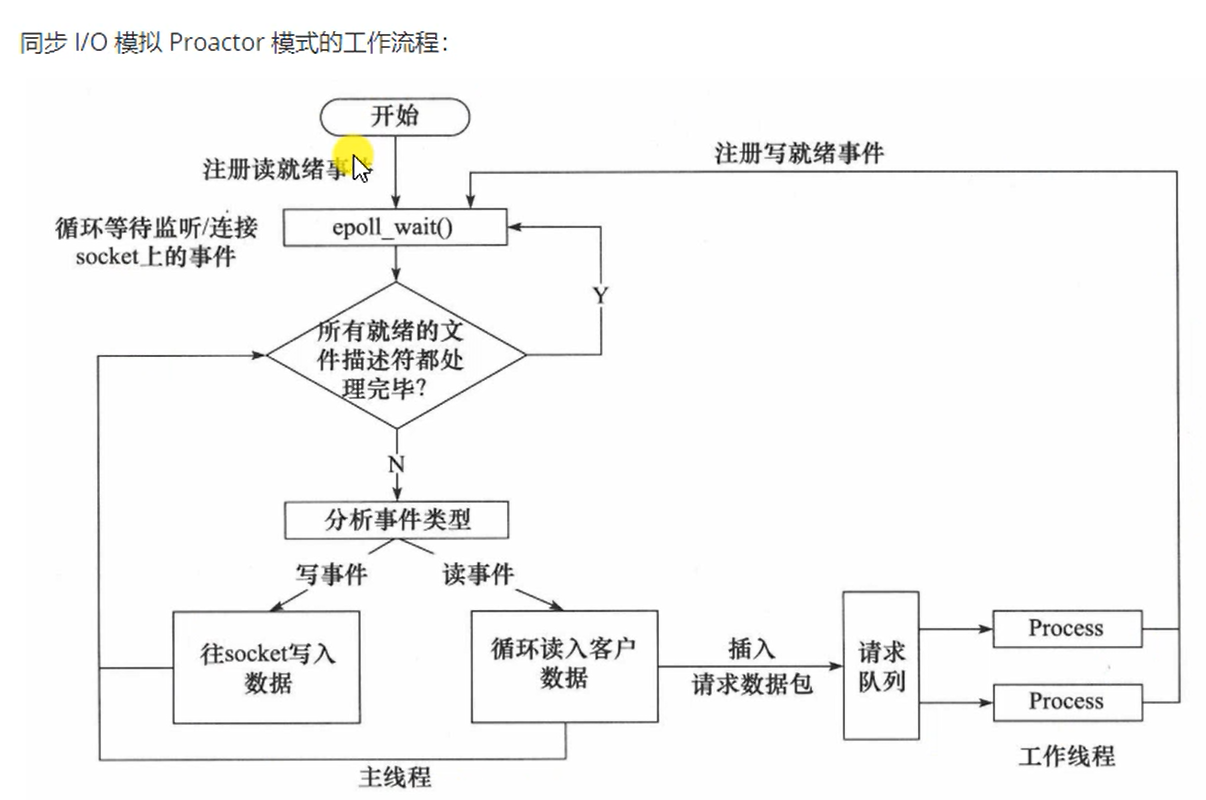 同步 I/O 模拟 Proactor 模式的工作流程：
开始
注册读就绪事件
注册写就绪事件
循环等待监听/连接
socket上的事件
epoll_wait()
Y
所有就绪的文
件描述符都处
理完毕？
N
分析事件类型
写事件
读事件
往socket写入
数据
循环读入客户
数据
插入
请求数据包
请求
队列
Process
Process
工作线程
主线程